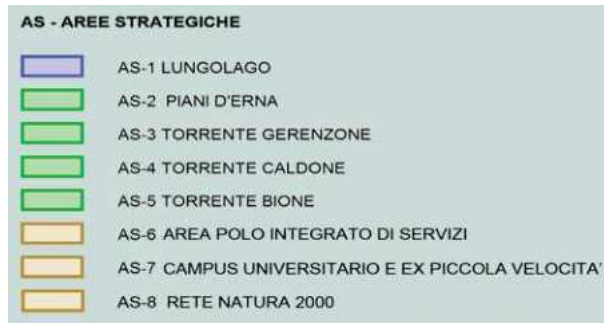 AS - AREE STRATEGICHE
AS-1 LUNGOLAGO
AS-2 PIANI D'ERNA
AS-3 TORRENTE GERENZONE
AS-4 TORRENTE CALDONE
AS-5 TORRENTE BIONE
AS-6 AREA POLO INTEGRATO DI SERVIZI
AS-7 CAMPUS UNIVERSITARIO E EX PICCOLA VELOCITA'
AS-8 RETE NATURA 2000